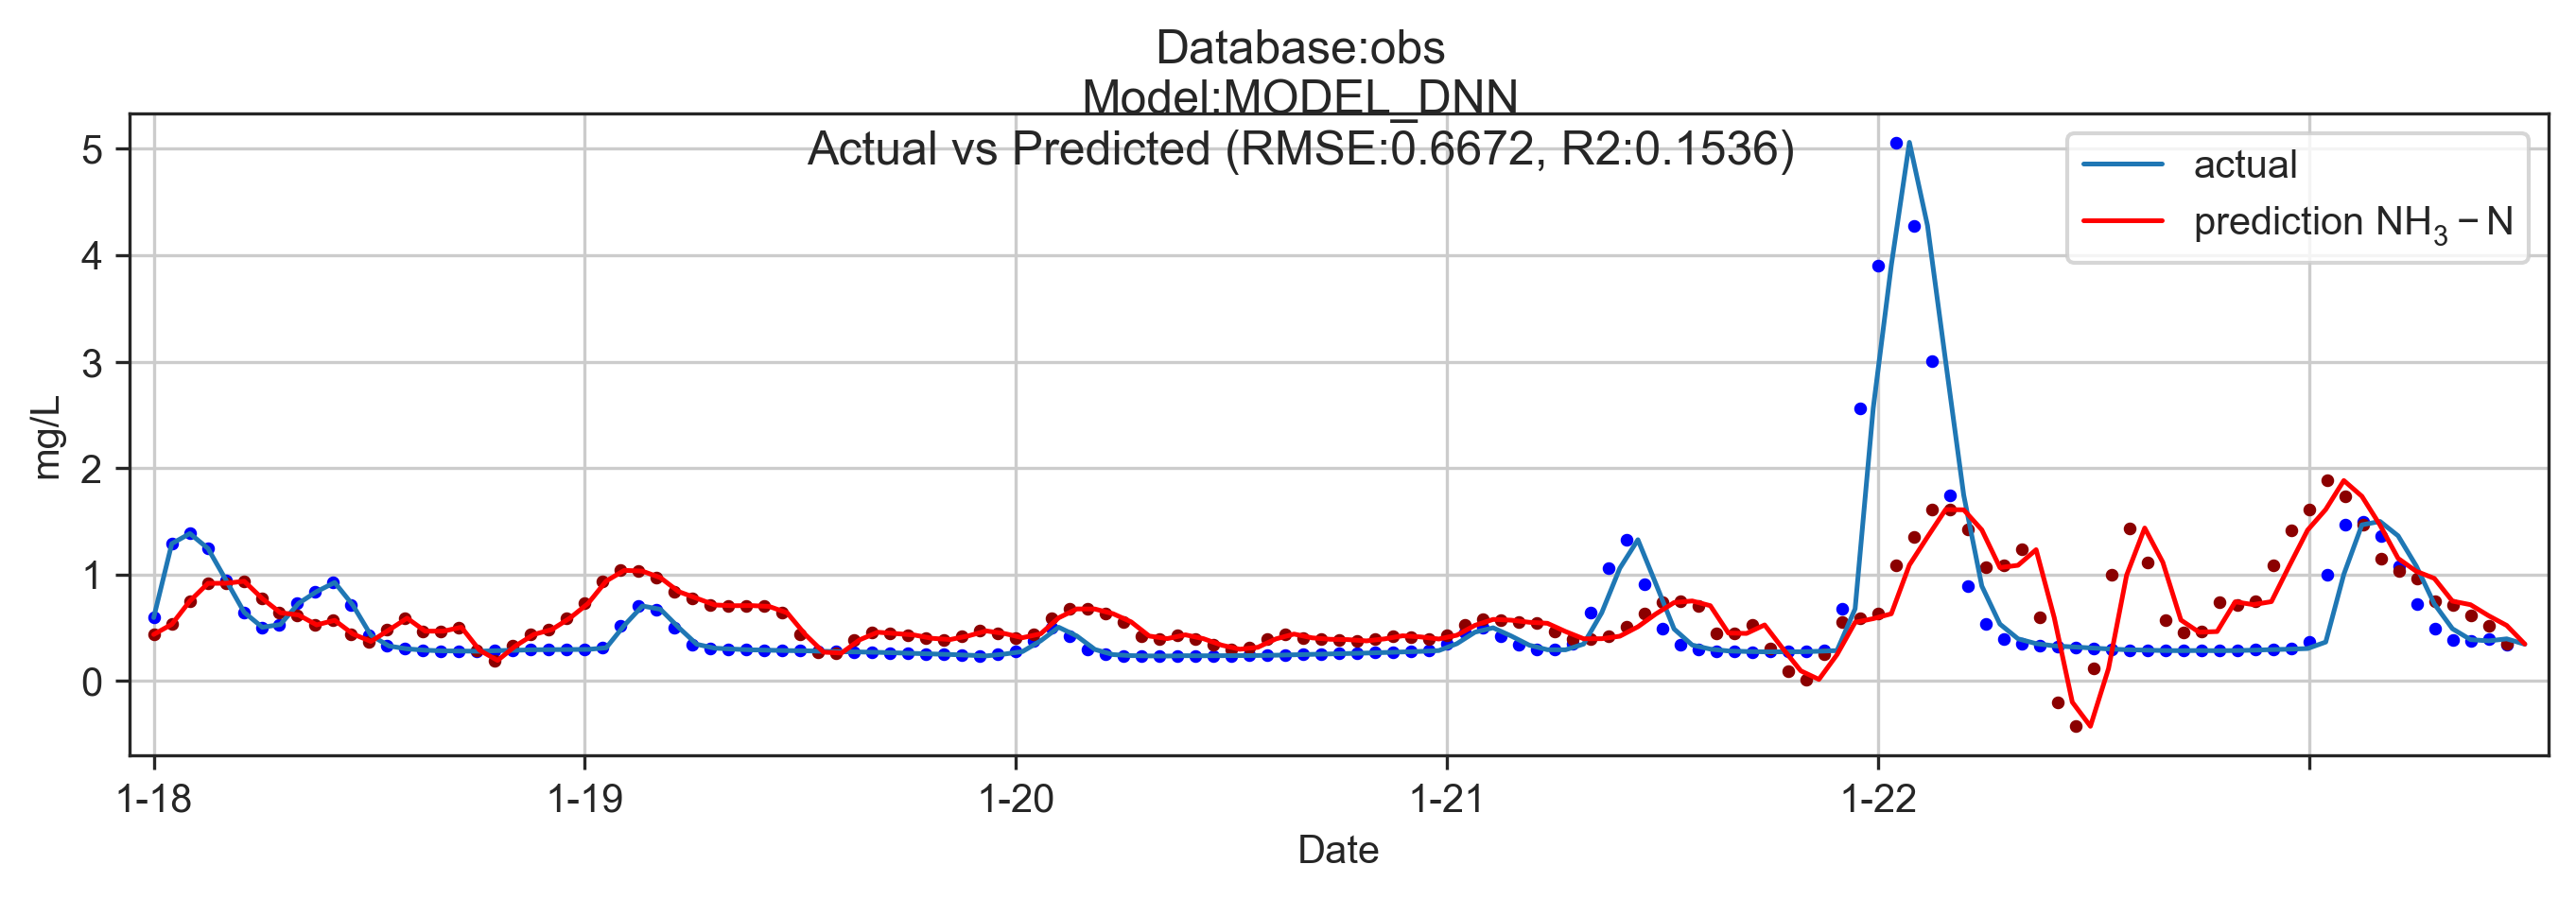 Database:obs
Model:MODEL_DNN
Actual vs Predicted (RMSE:0.6672, R2:0.1536)
actual
prediction NH₃ − N
5
4
3
2
1
0
mg/L
1-18 1-19 1-20 1-21 1-22
Date